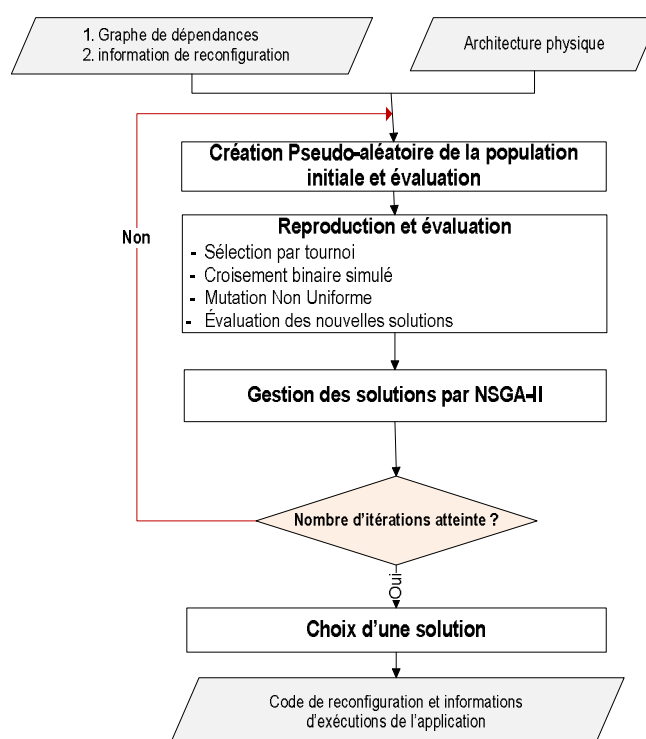 1. Graphe de dépendances
2. information de reconfiguration
Architecture physique
Création Pseudo-aléatoire de la population
initiale et évaluation
Reproduction et évaluation
- Sélection par tournoi
- Croisement binaire simulé
- Mutation Non Uniforme
- Évaluation des nouvelles solutions
Non
Gestion des solutions par NSGA-II
Nombre d'itérations atteinte ?
Oui
Choix d'une solution
Code de reconfiguration et informations
d'exécutions de l'application